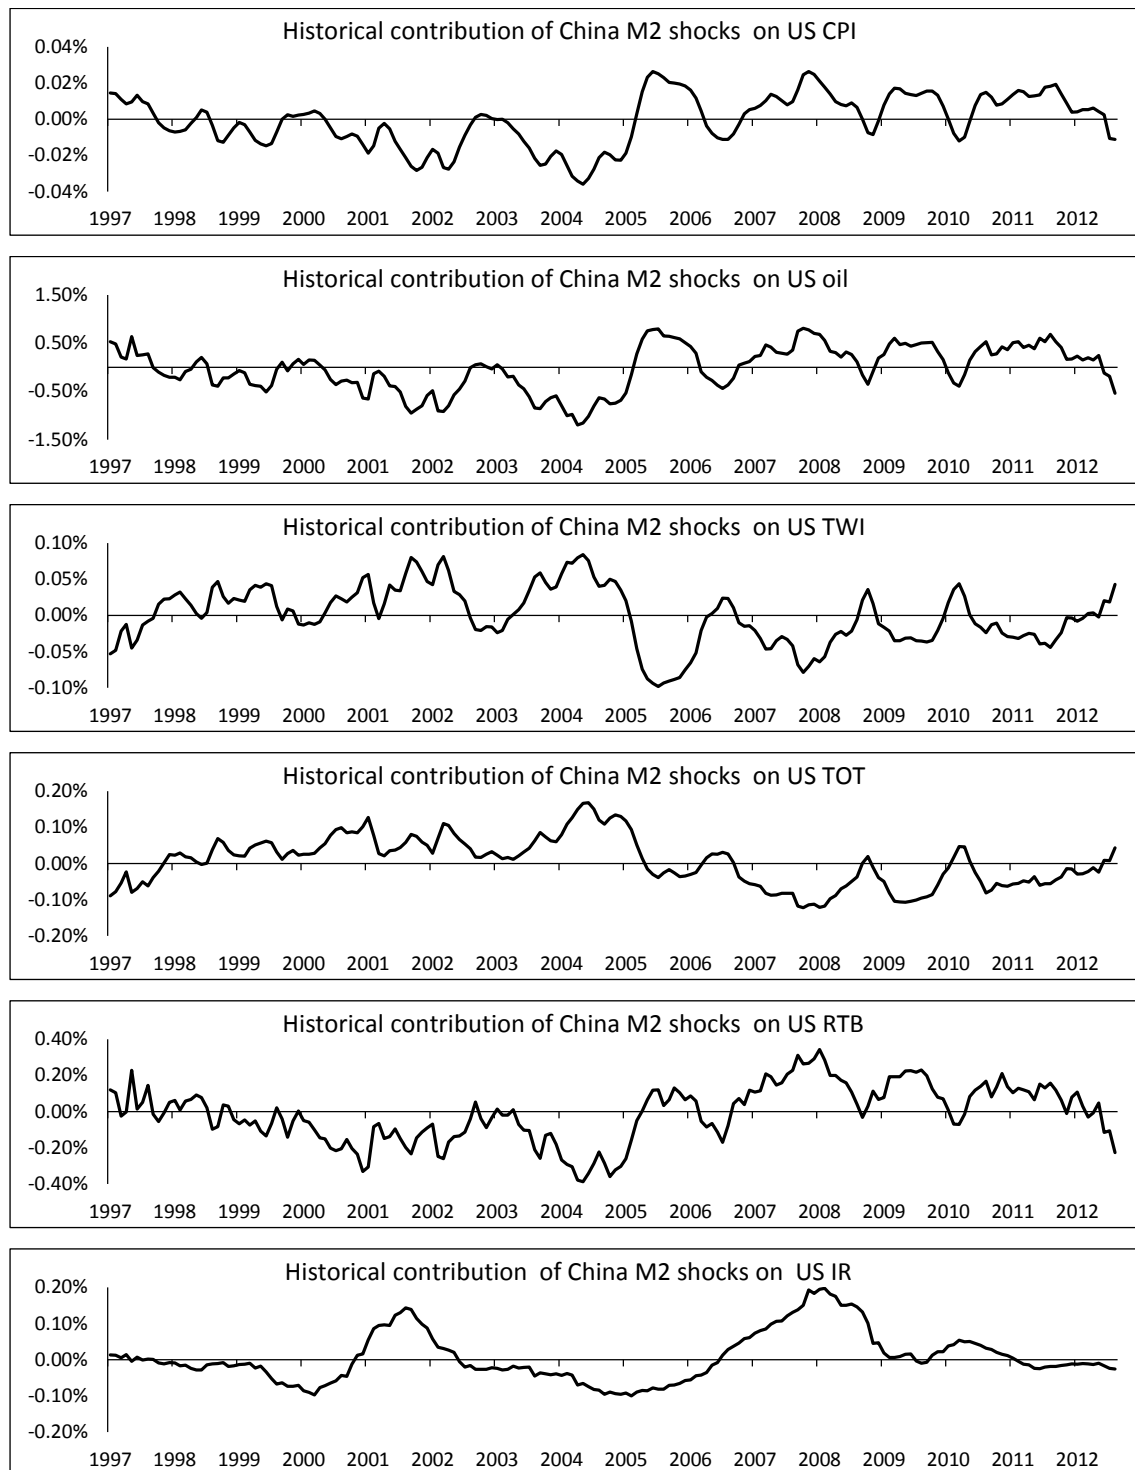 Historical contribution of China M2 shocks on US CPI
0.04%
0.02%
0.00%
-0.02%
-0.04%
1997 1998 1999 2000 2001 2002 2003 2004 2005 2006 2007 2008 2009 2010 2011 2012
Historical contribution of China M2 shocks on US oil
1.50%
0.50%
-0.50%
-1.50%
1997 1998 1999 2000 2001 2002 2003 2004 2005 2006 2007 2008 2009 2010 2011 2012
Historical contribution of China M2 shocks on US TWI
0.10%
0.05%
0.00%
-0.05%
-0.10%
1997 1998 1999 2000 2001 2002 2003 2004 2005 2006 2007 2008 2009 2010 2011 2012
Historical contribution of China M2 shocks on US TOT
0.20%
0.10%
0.00%
-0.10%
-0.20%
1997 1998 1999 2000 2001 2002 2003 2004 2005 2006 2007 2008 2009 2010 2011 2012
Historical contribution of China M2 shocks on US RTB
0.40%
0.20%
0.00%
-0.20%
-0.40%
1997 1998 1999 2000 2001 2002 2003 2004 2005 2006 2007 2008 2009 2010 2011 2012
Historical contribution of China M2 shocks on US IR
0.20%
0.10%
0.00%
-0.10%
-0.20%
1997 1998 1999 2000 2001 2002 2003 2004 2005 2006 2007 2008 2009 2010 2011 2012